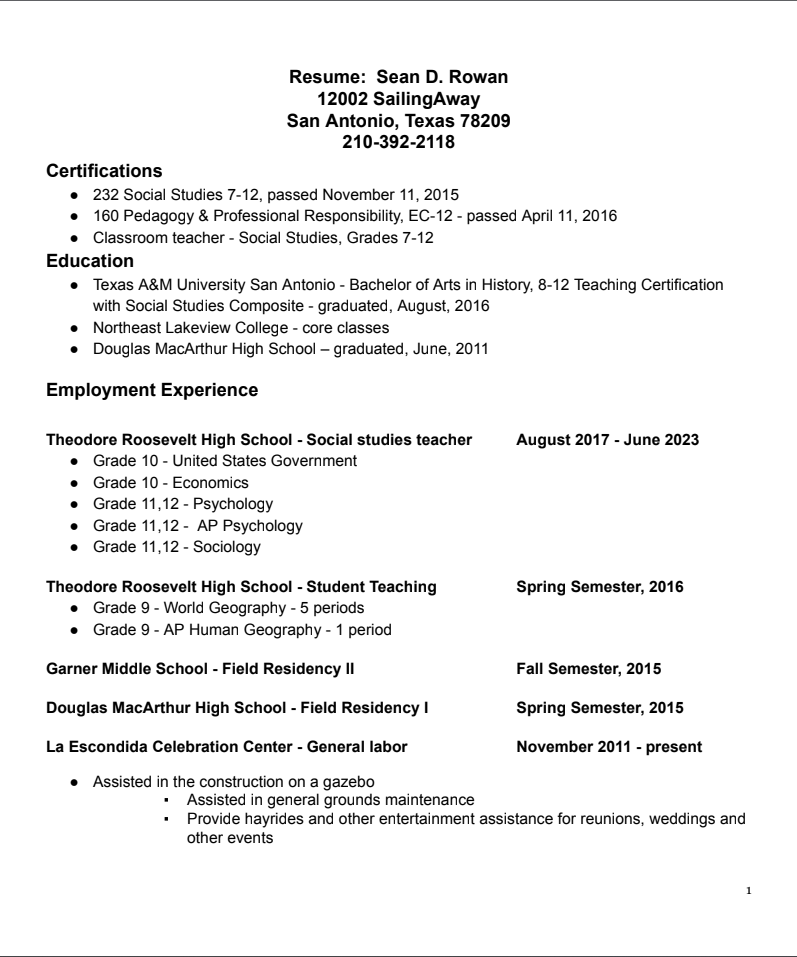 Resume:  Sean D. Rowan
12002 SailingAway
San Antonio, Texas 78209
210-392-2118
Certifications
● 232 Social Studies 7-12, passed November 11, 2015
● 160 Pedagogy & Professional Responsibility, EC-12 - passed April 11, 2016
● Classroom teacher - Social Studies, Grades 7-12
Education
● Texas A&M University San Antonio - Bachelor of Arts in History, 8-12 Teaching Certification
with Social Studies Composite - graduated, August, 2016
● Northeast Lakeview College - core classes
● Douglas MacArthur High School – graduated, June, 2011
Employment Experience
Theodore Roosevelt High School - Social studies teacher August 2017 - June 2023
● Grade 10 - United States Government
● Grade 10 - Economics
● Grade 11,12 - Psychology
● Grade 11,12 -  AP Psychology
● Grade 11,12 - Sociology
Theodore Roosevelt High School - Student Teaching Spring Semester, 2016
● Grade 9 - World Geography - 5 periods
● Grade 9 - AP Human Geography - 1 period
Garner Middle School - Field Residency II Fall Semester, 2015
Douglas MacArthur High School - Field Residency I Spring Semester, 2015
La Escondida Celebration Center - General labor November 2011 - present
● Assisted in the construction on a gazebo
▪ Assisted in general grounds maintenance
▪ Provide hayrides and other entertainment assistance for reunions, weddings and
other events
1